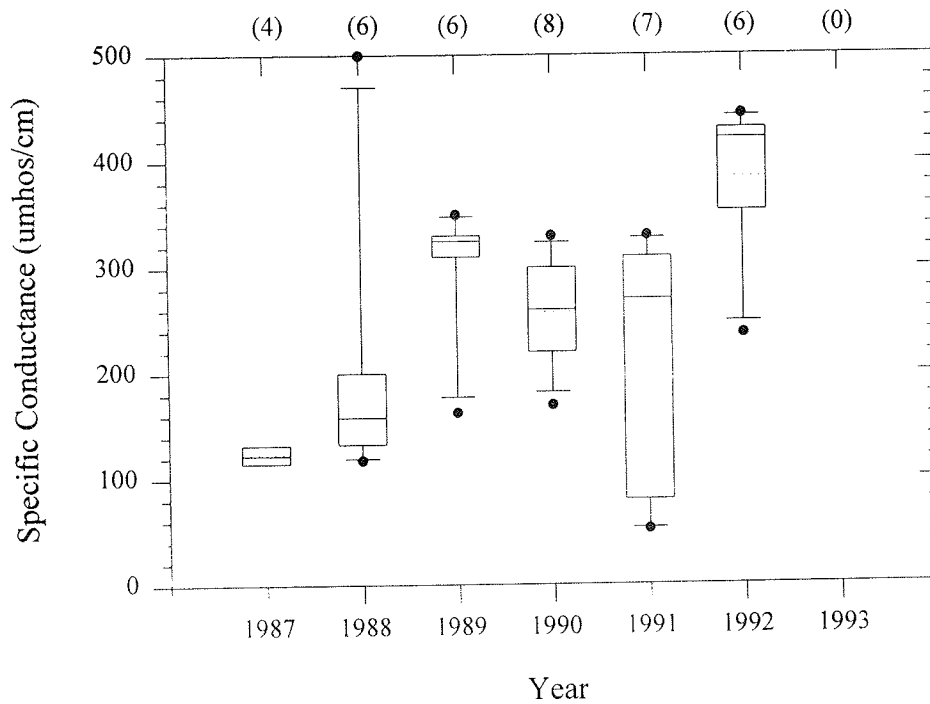 (4) (6) (6) (8) (7) (6) (0)
Specific Conductance (umhos/cm)
500
400
300
200
100
0
1987 1988 1989 1990 1991 1992 1993
Year